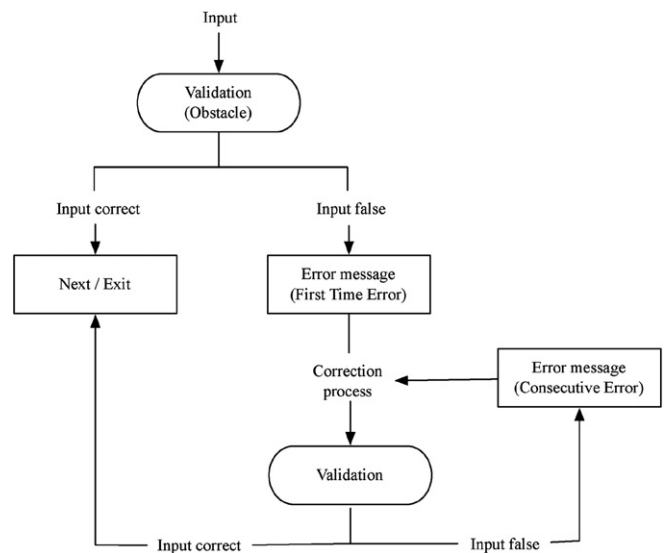 Input
Validation
(Obstacle)
Input correct
Input false
Next / Exit
Error message
(First Time Error)
Correction
process
Error message
(Consecutive Error)
Validation
Input correct
Input false